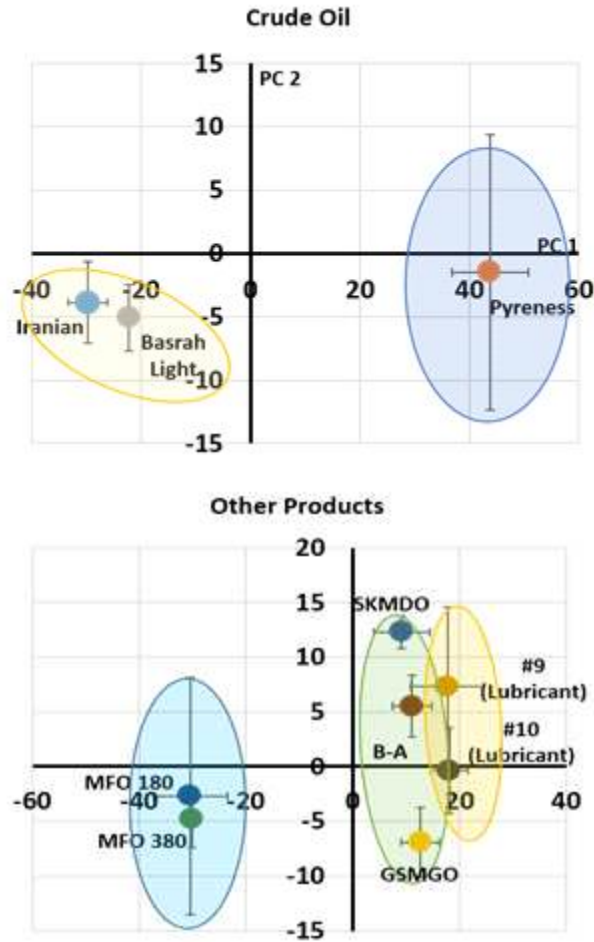 Crude Oil
15
PC 2
10
5
0
PC 1
-40
-20
0
20
40
60
Iranian
-5
Pyreness
Basrah
Light
-10
-15
Other Products
20
15
SKMDO
10
#9
(Lubricant)
5
#10
B-A
(Lubricant)
0
MFO 180
-60
-40
-20
0
20
40
-5
MFO 380
-10
GSMGO
-15